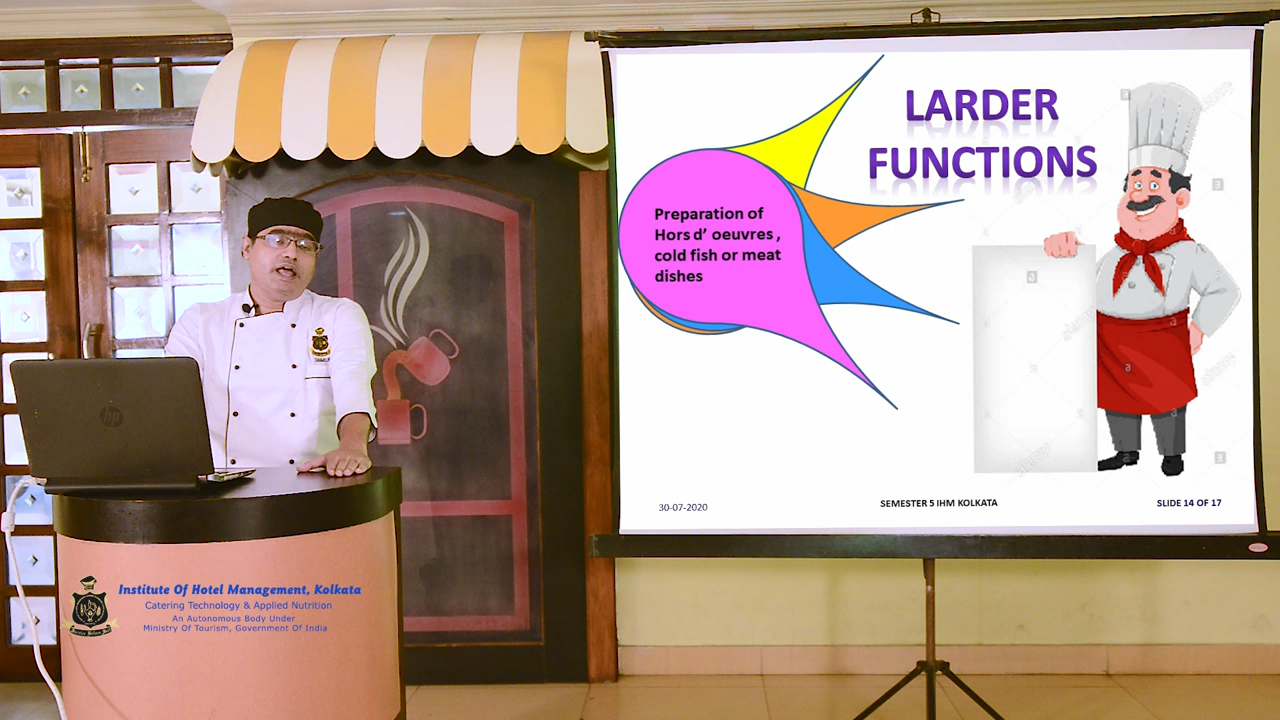 LARDER
FUNCTIONS
Preparation of
Hors d’ oeuvres ,
cold fish or meat
dishes
30-07-2020
SEMESTER 5 IHM KOLKATA
SLIDE 14 OF 17
hp
Institute Of Hotel Management, Kolkata
Catering Technology & Applied Nutrition
An Autonomous Body Under
Ministry Of Tourism, Government Of India